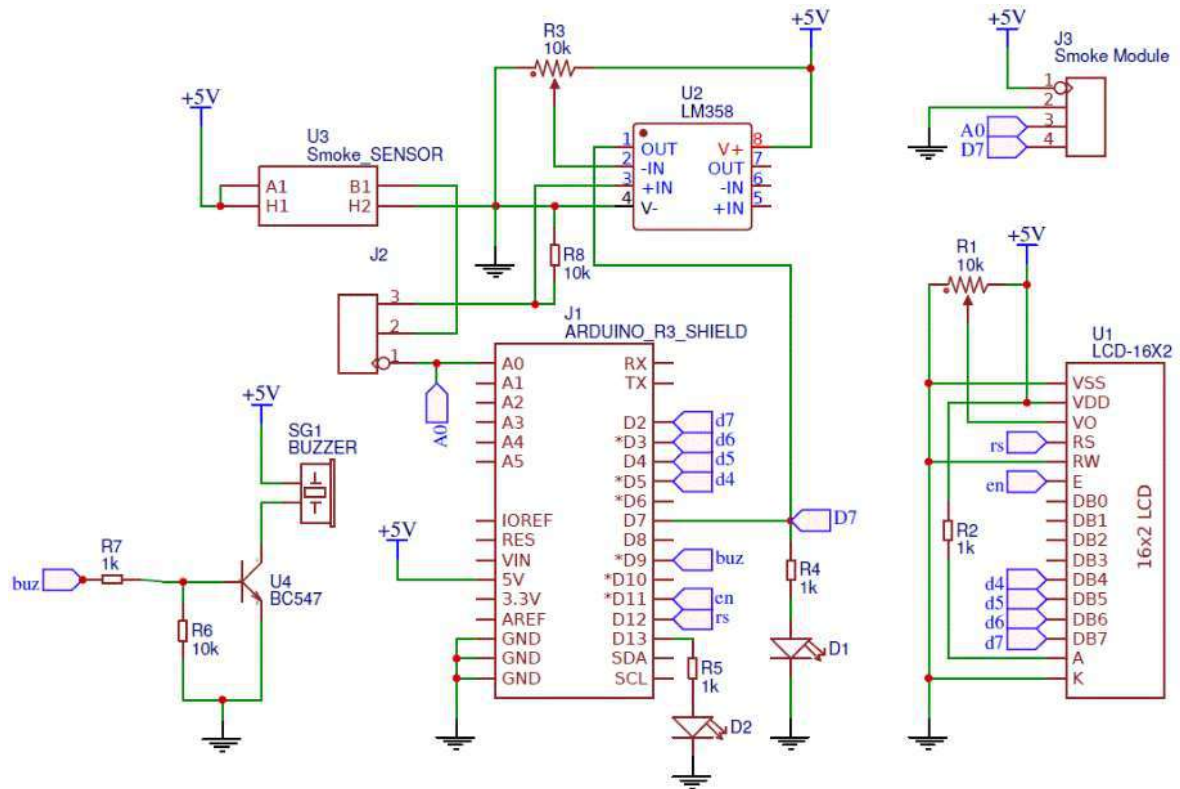 +5V
R3
10k
+5V
J3
Smoke Module
1
2
3
4
A0
D7
+5V
U3
Smoke_SENSOR
A1
H1
B1
H2
U2
LM358
1
2
3
4
OUT
-IN
+IN
V-
V+
OUT
-IN
+IN
8
7
6
5
R8
10k
J2
3
2
1
A0
J1
ARDUINO_R3_SHIELD
A0
A1
A2
A3
A4
A5
IOREF
RES
VIN
5V
3.3V
AREF
GND
GND
GND
RX
TX
D2
*D3
D4
*D5
*D6
D7
D8
*D9
*D10
*D11
D12
D13
SDA
SCL
d7
d6
d5
d4
D7
buz
en
rs
+5V
+5V
SG1
BUZZER
buz
R7
1k
U4
BC547
R6
10k
R4
1k
D1
R5
1k
D2
+5V
R1
10k
U1
LCD-16X2
VSS
VDD
VO
RS
RW
E
DB0
DB1
DB2
DB3
DB4
DB5
DB6
DB7
A
K
16x2 LCD
rs
en
R2
1k
d4
d5
d6
d7